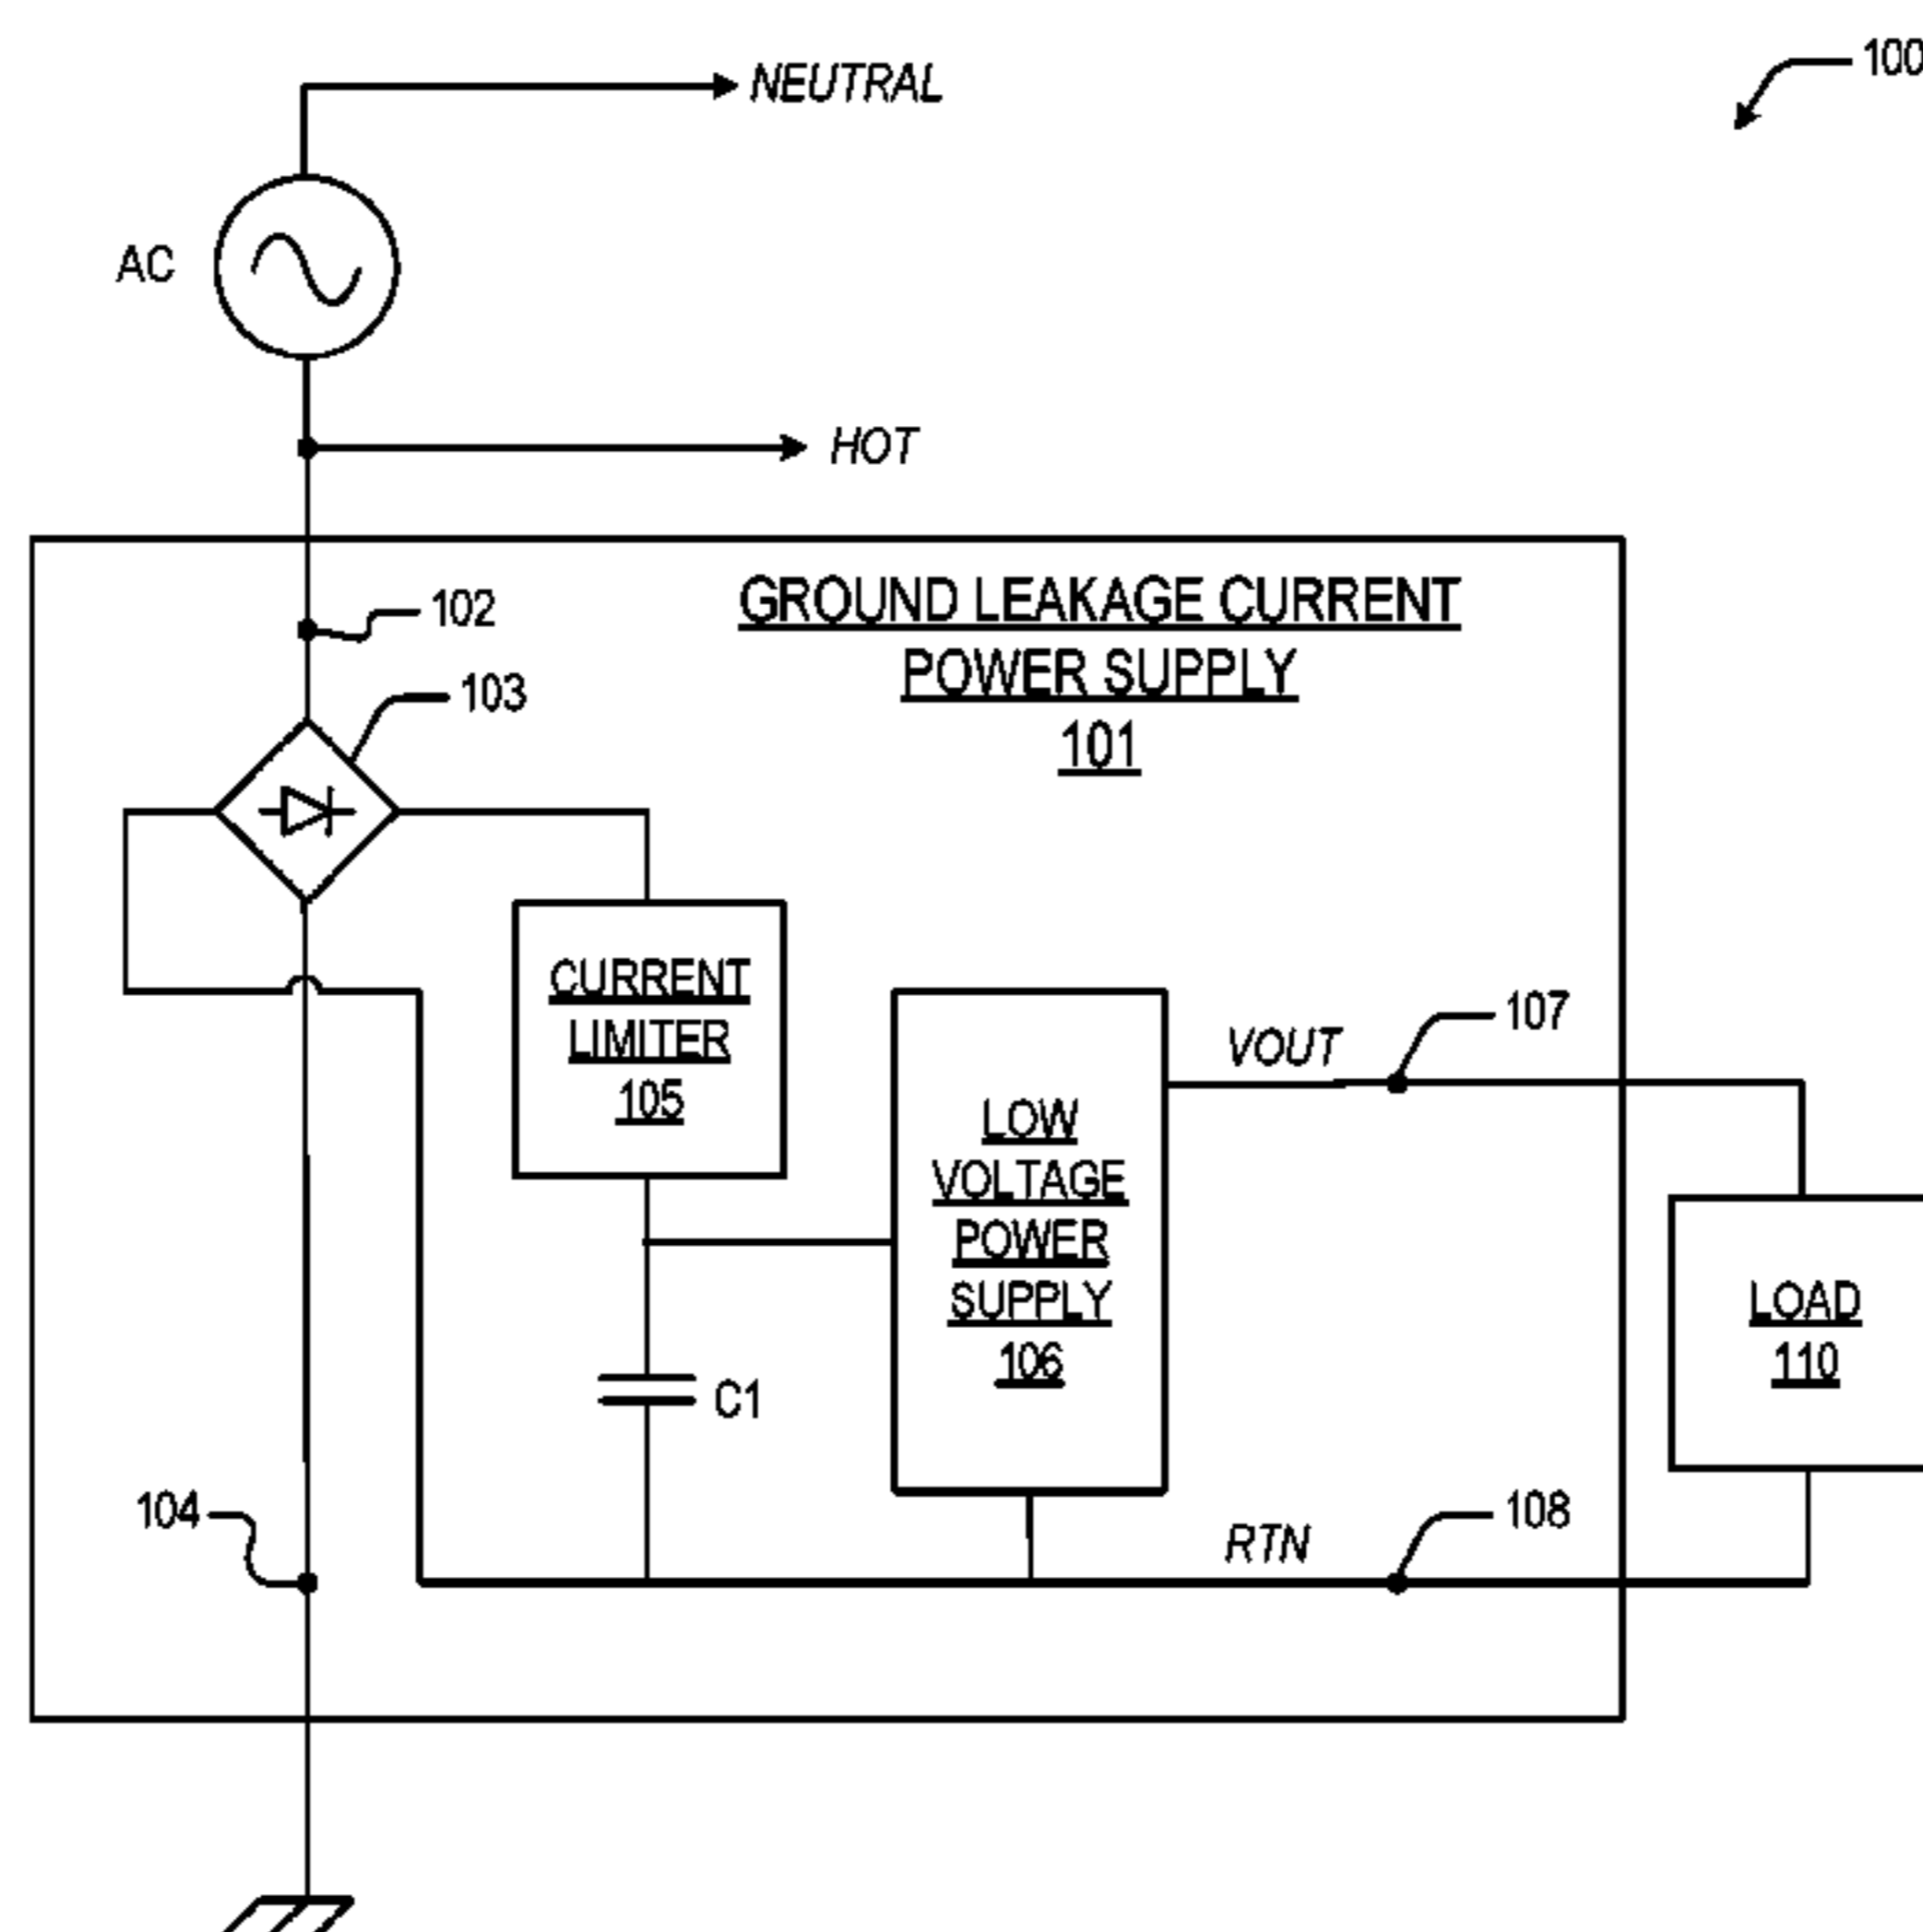 100
NEUTRAL
AC
HOT
102
GROUND LEAKAGE CURRENT
POWER SUPPLY
101
103
CURRENT
LIMITER
105
107
VOUT
LOW
VOLTAGE
POWER
SUPPLY
106
LOAD
110
C1
104
108
RTN